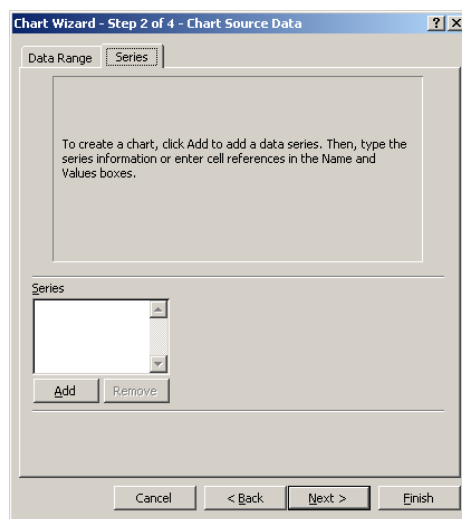 Chart Wizard - Step 2 of 4 - Chart Source Data
Data Range Series
To create a chart, click Add to add a data series. Then, type the
series information or enter cell references in the Name and
Values boxes.
Series
Add Remove
Cancel < Back Next > Finish